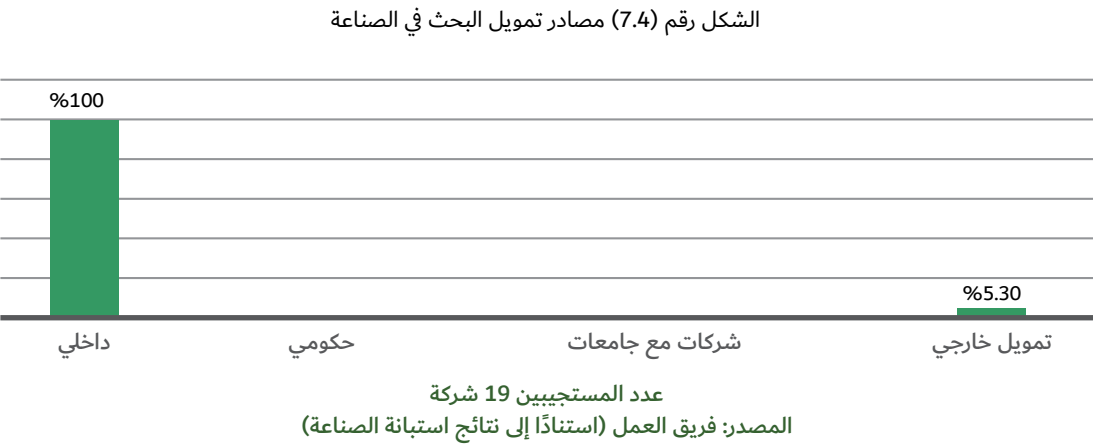 الشكل رقم (7.4) مصادر تمويل البحث في الصناعة
%100
%5.30
داخلي
حكومي
شركات مع جامعات
تمويل خارجي
عدد المستجيبين 19 شركة
المصدر: فريق العمل (استنادًا إلى نتائج استبانة الصناعة)